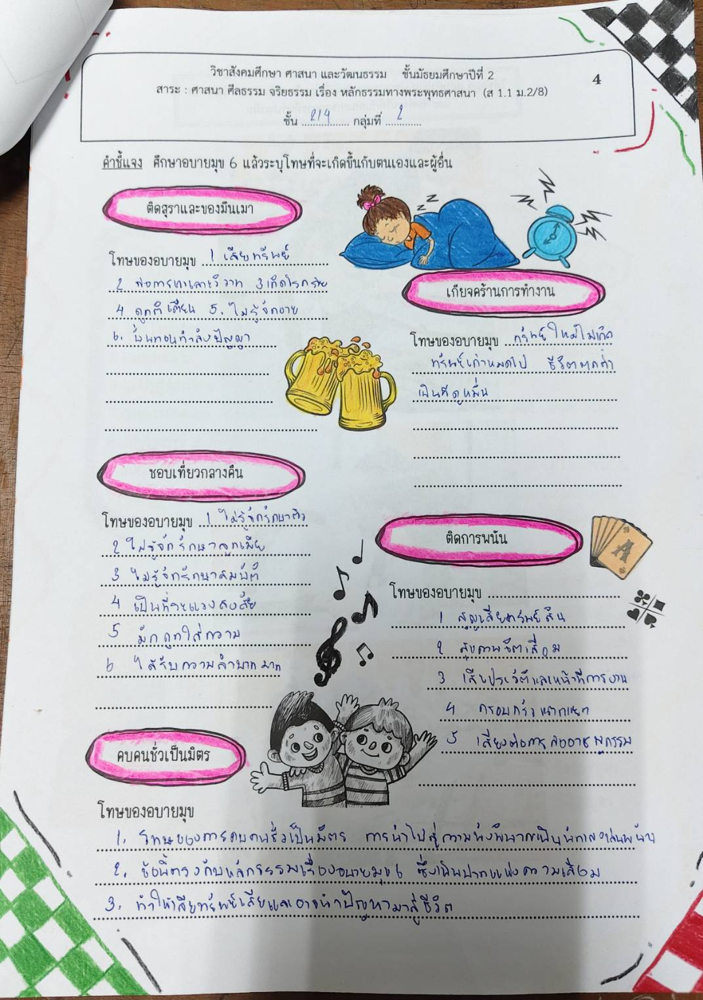 วิชาสังคมศึกษา ศาสนา และวัฒนธรรม ชั้นมัธยมศึกษาปีที่ 2
4
สาระ : ศาสนา ศีลธรรม จริยธรรม เรื่อง หลักธรรมทางพระพุทธศาสนา (ส 1.1 ม.2/8)
ชั้น 2/4 กลุ่มที่ 2
คำชี้แจง ศึกษาอบายมุข 6 แล้วระบุโทษที่จะเกิดขึ้นกับตนเองและผู้อื่น
ติดสุราและของมึนเมา
โทษของอบายมุข 1 เสียทรัพย์
2 ก่อการทะเลาะวิวาท 3 เกิดโรคภัย
4 ถูกติเตียน 5. ไม่รู้จักอาย
6. บั่นทอนกำลังปัญญา
เกียจคร้านการทำงาน
โทษของอบายมุข ทรัพย์ใหม่ไม่เกิด
ทรัพย์เก่าหมดไป ชีวิตตกต่ำ
เป็นที่ดูหมิ่น
ชอบเที่ยวกลางคืน
โทษของอบายมุข 1 ไม่รู้จักรักษาตัว
2 ไม่รู้จักรักษาลูกเมีย
3 ไม่รู้จักรักษาสมบัติ
4 เป็นที่ระแวงสงสัย
5 มักถูกใส่ความ
6 ได้รับความลำบากมาก
ติดการพนัน
A
โทษของอบายมุข
1 สูญเสียทรัพย์สิน
2 สุขภาพจิตเสื่อม
3 เสียประวัติและหน้าที่การงาน
4 ครอบครัวแตกแยก
5 เสี่ยงต่อการก่ออาชญกรรม
คบคนชั่วเป็นมิตร
โทษของอบายมุข
1. โทษของการคบคนชั่วเป็นมิตร การนำไปสู่ความพังพินาศเป็นนักเลงเล่นพนัน
2. ข้อนี้ตรงกับหลักธรรมเรื่องอบายมุข 6 ซึ่งเป็นปากแห่งความเสื่อม
3. ทำให้เสียทรัพย์เสียและอาจนำปัญหามาสู่ชีวิต